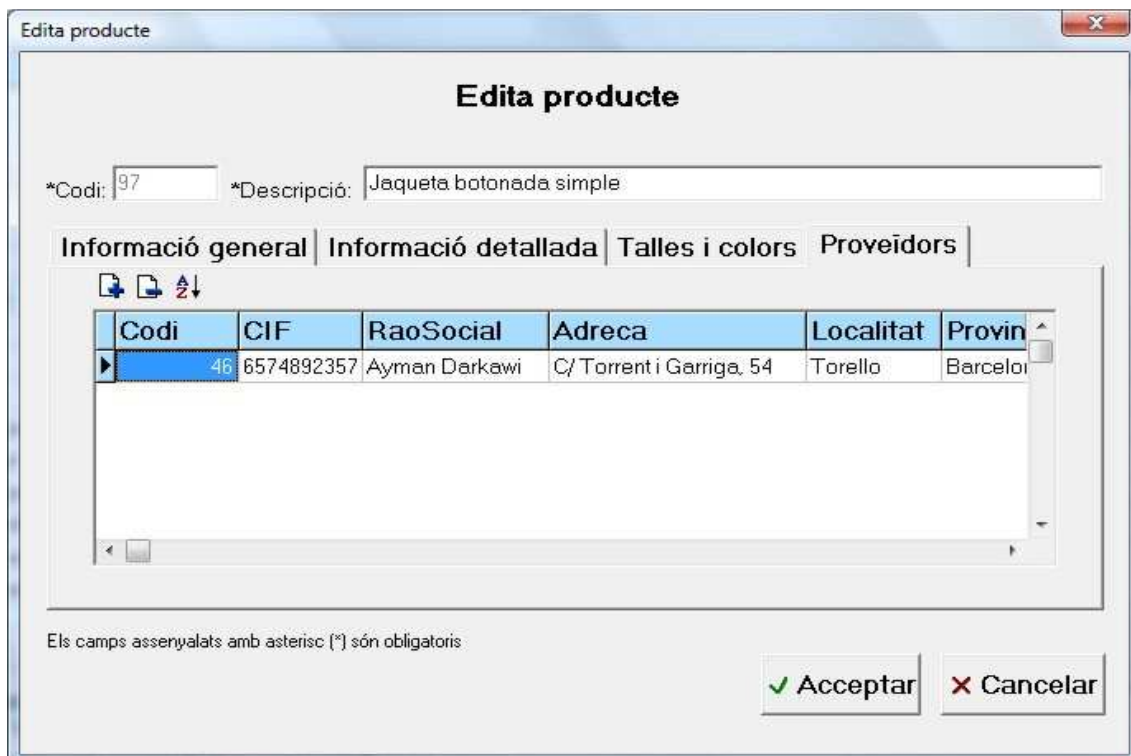 Edita producte
Edita producte
*Codi: 97 *Descripció: Jaqueta botonada simple
Informació general Informació detallada Talles i colors Proveïdors
Codi CIF RaoSocial Adreca Localitat Provin
46 6574892357 Ayman Darkawi C/ Torrent i Garriga, 54 Torello Barcelo
Els camps assenyalats amb asterisc (*) són obligatoris
Acceptar Cancelar